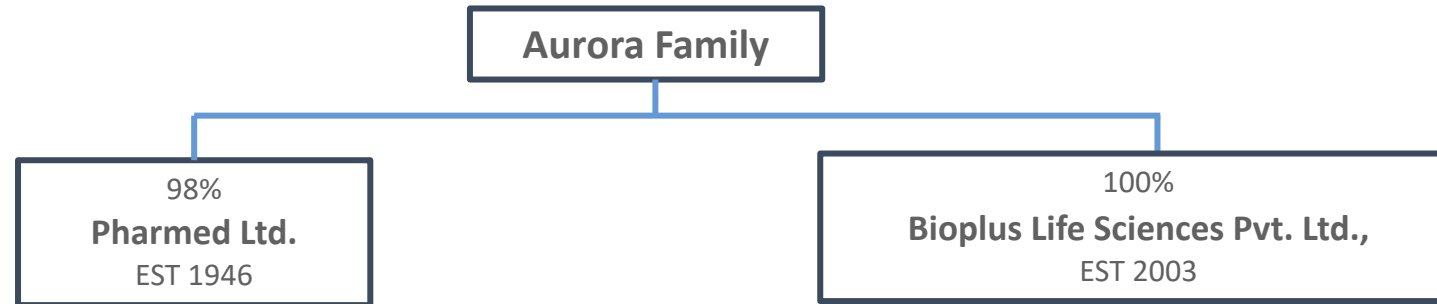 Aurora Family
98%
Pharmed Ltd.
EST 1946
100%
Bioplus Life Sciences Pvt. Ltd.,
EST 2003